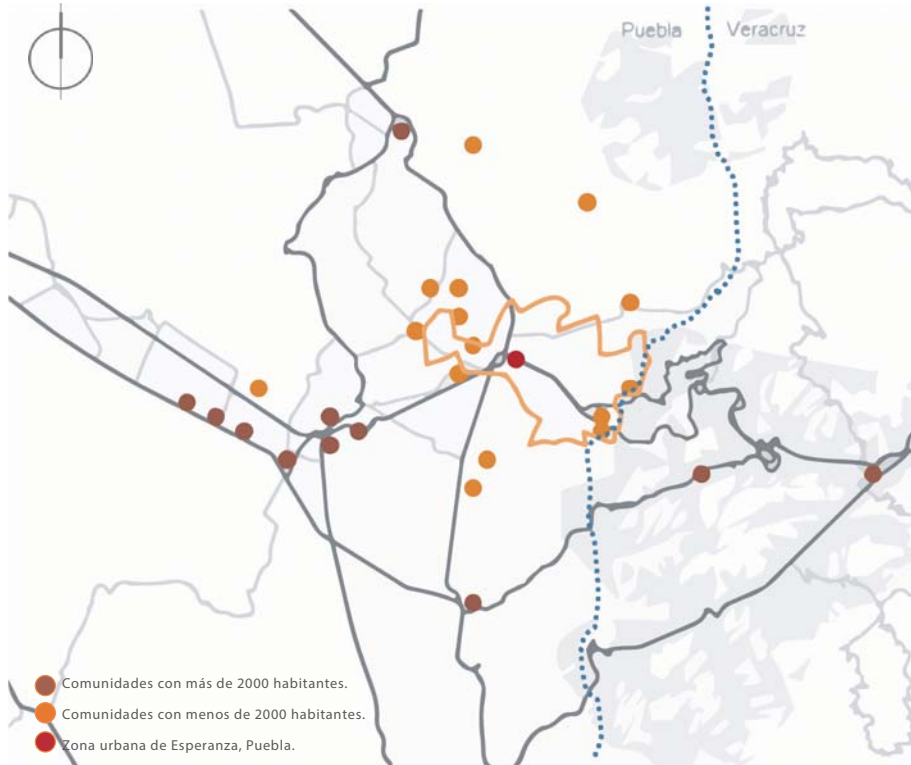 Puebla
Veracruz
Comunidades con más de 2000 habitantes.
Comunidades con menos de 2000 habitantes.
Zona urbana de Esperanza, Puebla.